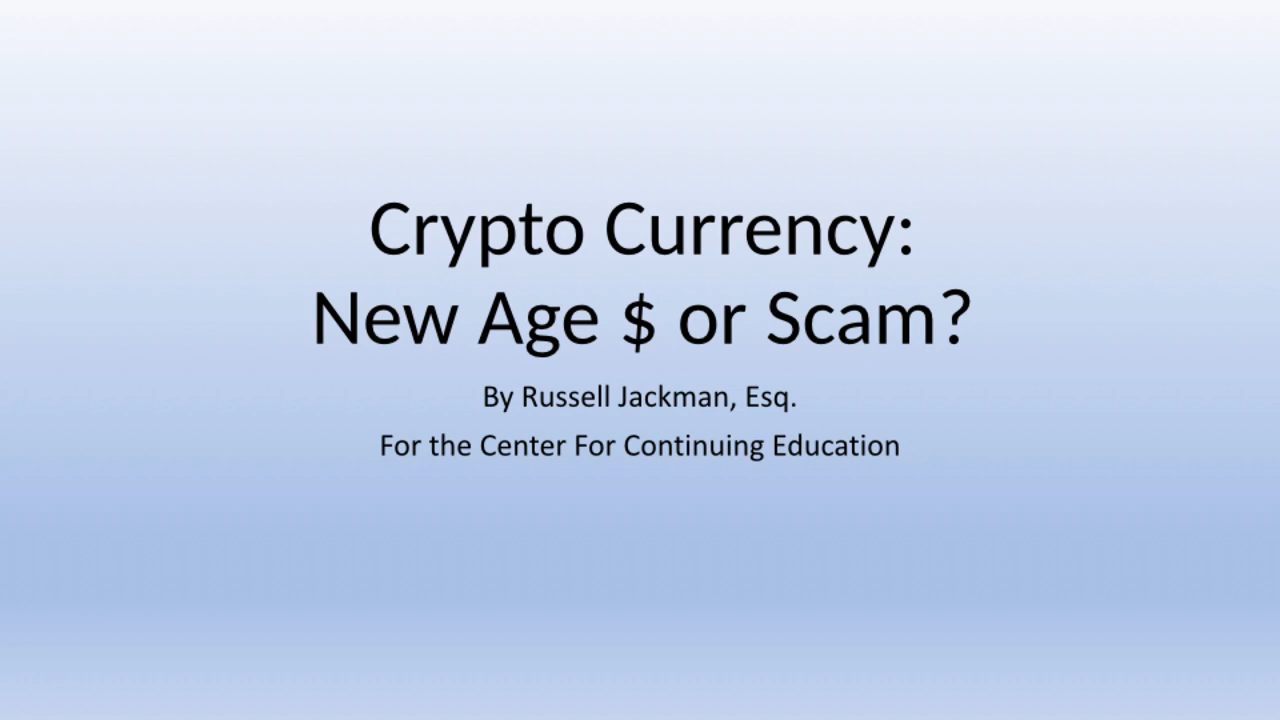 Crypto Currency:
New Age $ or Scam?
By Russell Jackman, Esq.
For the Center For Continuing Education